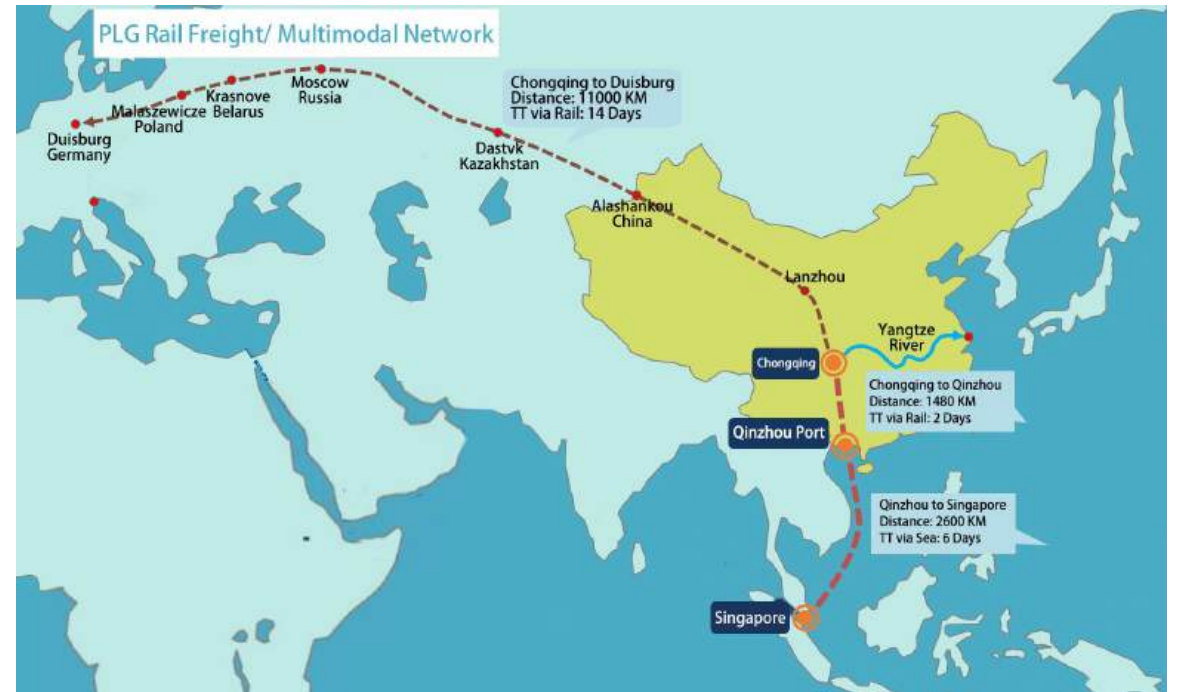 PLG Rail Freight/ Multimodal Network
Moscow
Russia
Krasnove
Belarus
Malaszewicze
Poland
Duisburg
Germany
Chongqing to Duisburg
Distance: 11000 KM
TT via Rail: 14 Days
Dastvk
Kazakhstan
Alashankou
China
Lanzhou
Yangtze
River
Chongqing
Chongqing to Qinzhou
Distance: 1480 KM
TT via Rail: 2 Days
Qinzhou Port
Qinzhou to Singapore
Distance: 2600 KM
TT via Sea: 6 Days
Singapore